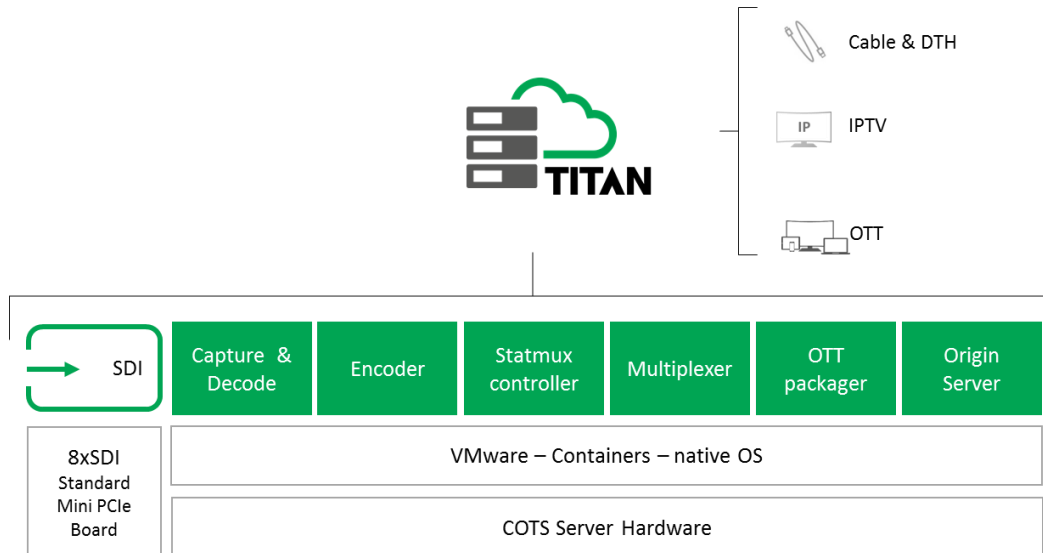 Cable & DTH
IP
IPTV
TITAN
OTT
SDI
Capture &
Decode
Encoder
Statmux
controller
Multiplexer
OTT
packager
Origin
Server
8xSDI
Standard
Mini PCIe
Board
VMware – Containers – native OS
COTS Server Hardware